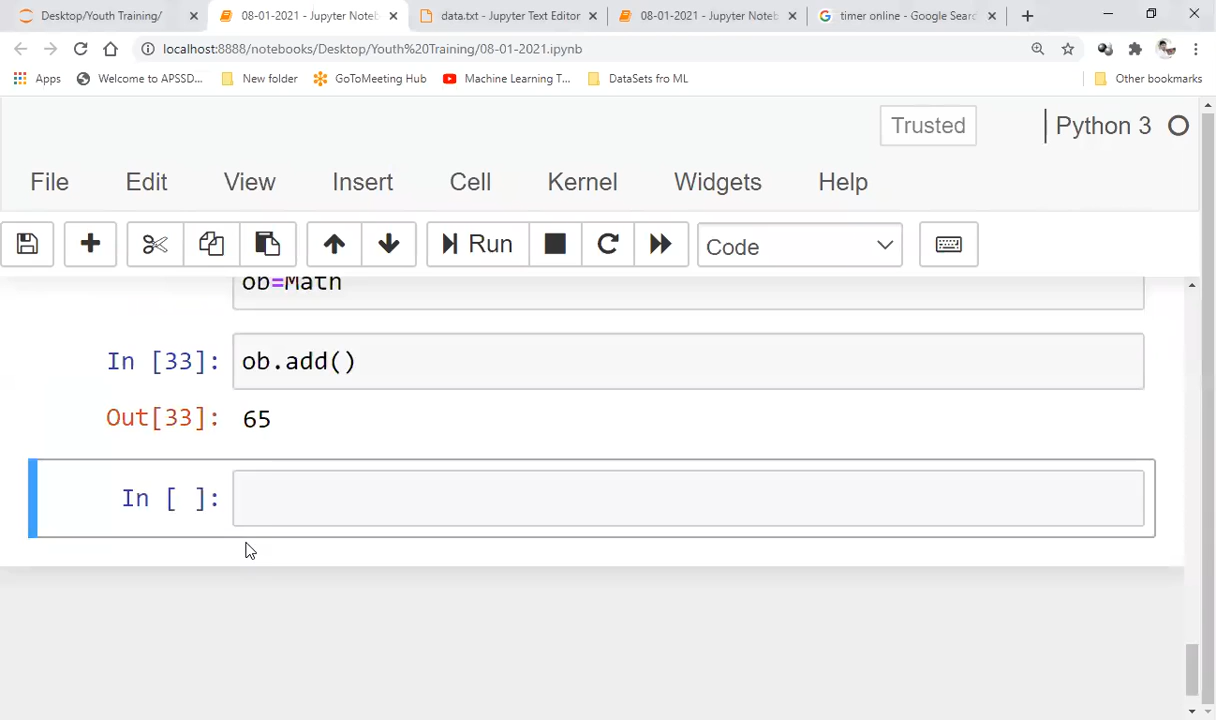 Desktop/Youth Training/
08-01-2021 - Jupyter Noteb
data.txt - Jupyter Text Editor
08-01-2021 - Jupyter Noteb
timer online - Google Searc
localhost:8888/notebooks/Desktop/Youth%20Training/08-01-2021.ipynb
Apps
Welcome to APSSD...
New folder
GoToMeeting Hub
Machine Learning T...
DataSets fro ML
Other bookmarks
Trusted
Python 3
File Edit View Insert Cell Kernel Widgets Help
Run
Code
ob=Math
In [33]: ob.add()
Out[33]: 65
In [ ]: